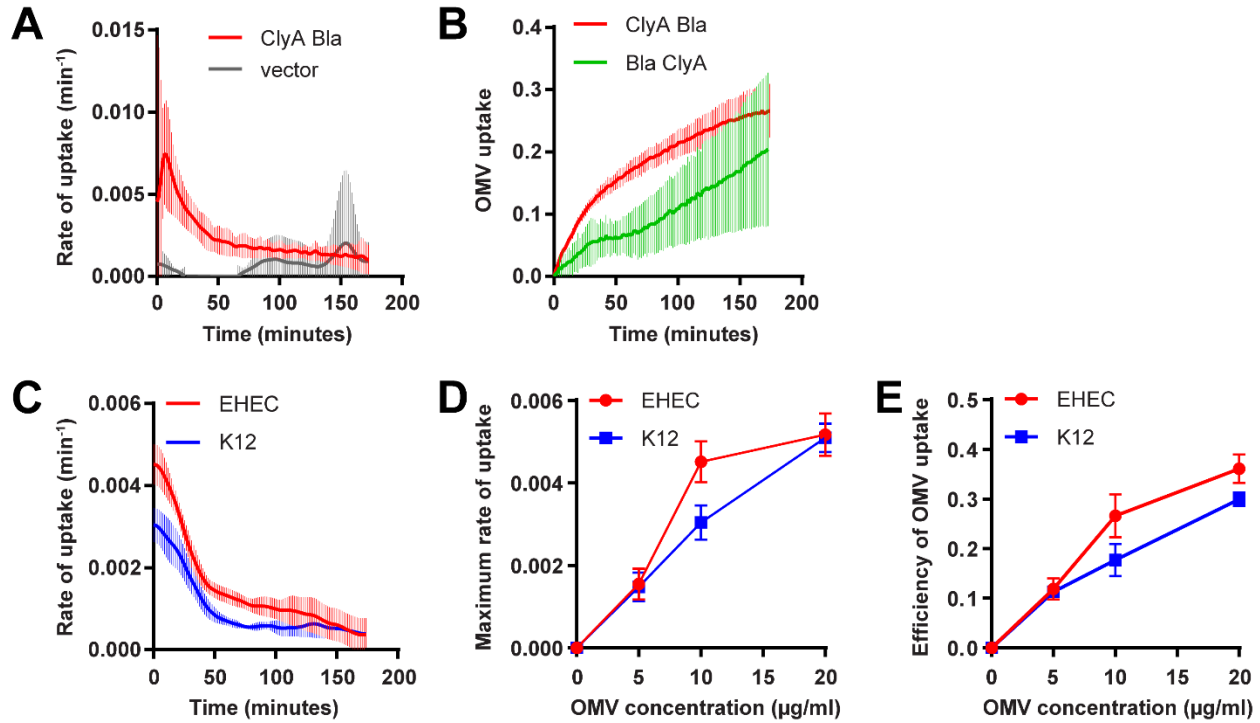 A
Rate of uptake (min⁻¹)
0.015
0.010
0.005
0.000
ClyA Bla
vector
0 50 100 150 200
Time (minutes)
B
OMV uptake
0.4
0.3
0.2
0.1
0.0
ClyA Bla
Bla ClyA
0 50 100 150 200
Time (minutes)
C
Rate of uptake (min⁻¹)
0.006
0.004
0.002
0.000
EHEC
K12
0 50 100 150 200
Time (minutes)
D
Maximum rate of uptake
0.006
0.004
0.002
0.000
EHEC
K12
0 5 10 15 20
OMV concentration (µg/ml)
E
Efficiency of OMV uptake
0.5
0.4
0.3
0.2
0.1
0.0
EHEC
K12
0 5 10 15 20
OMV concentration (µg/ml)